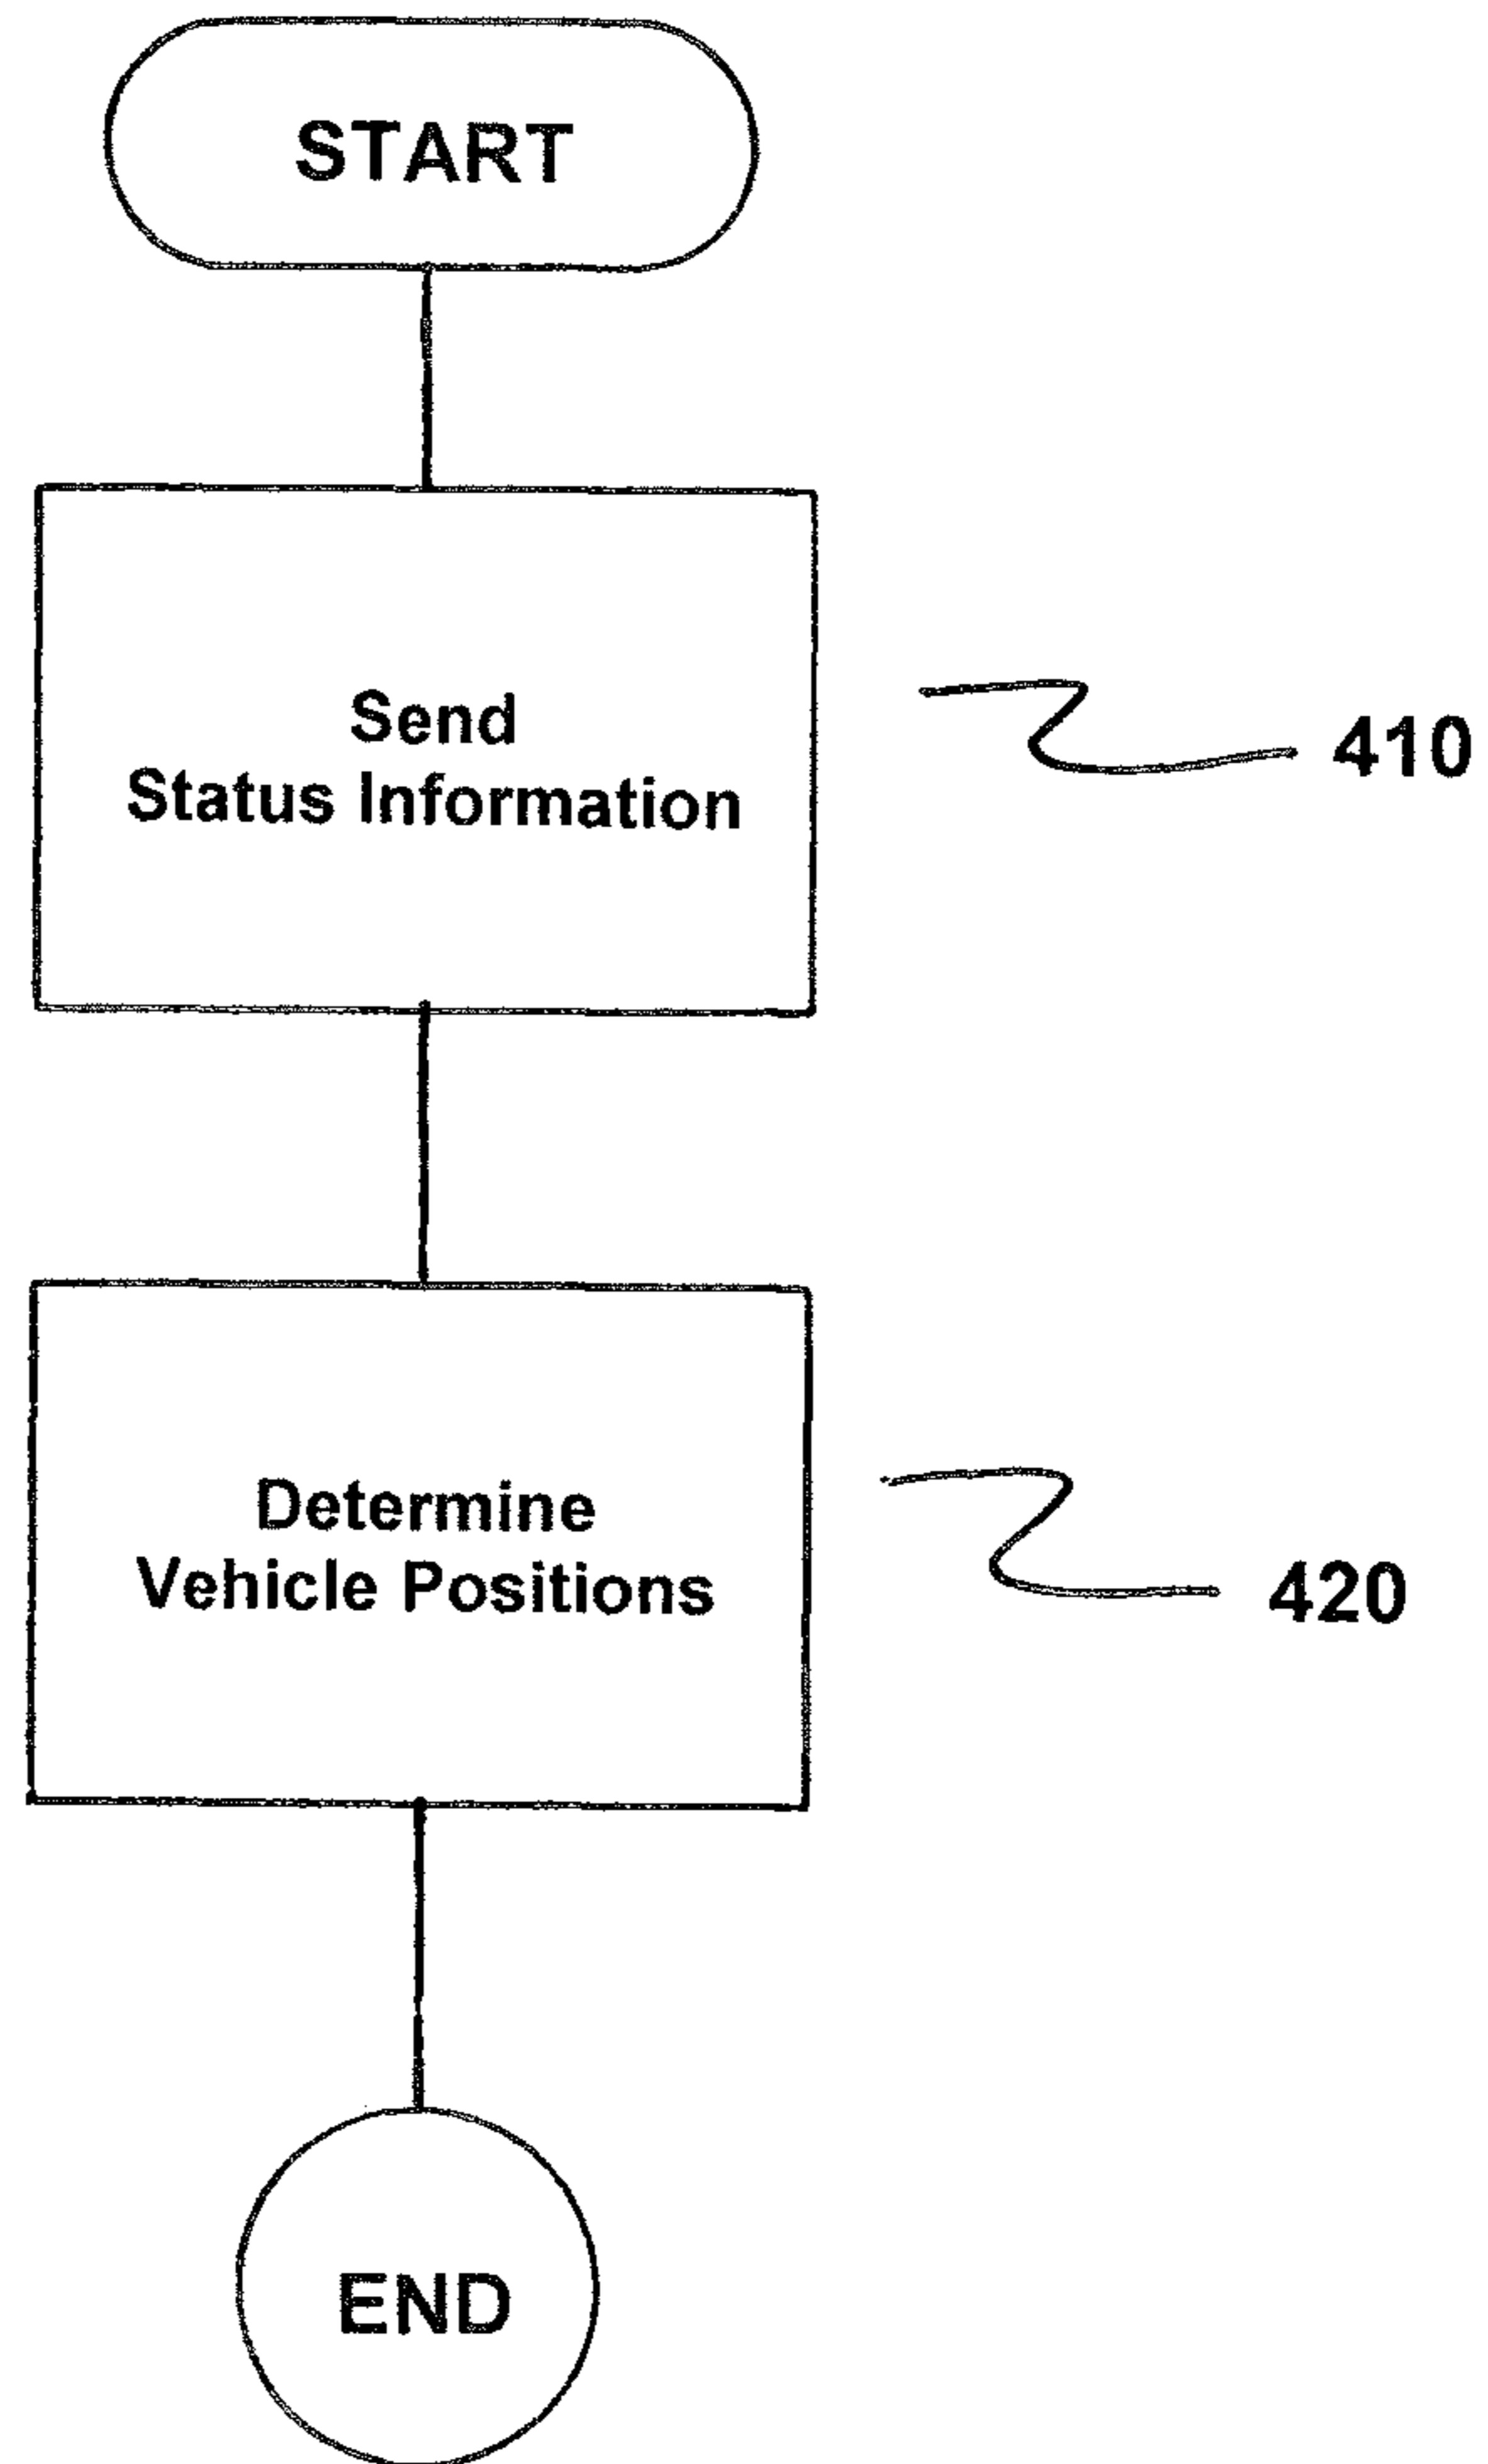 START
Send
Status Information
410
Determine
Vehicle Positions
420
END